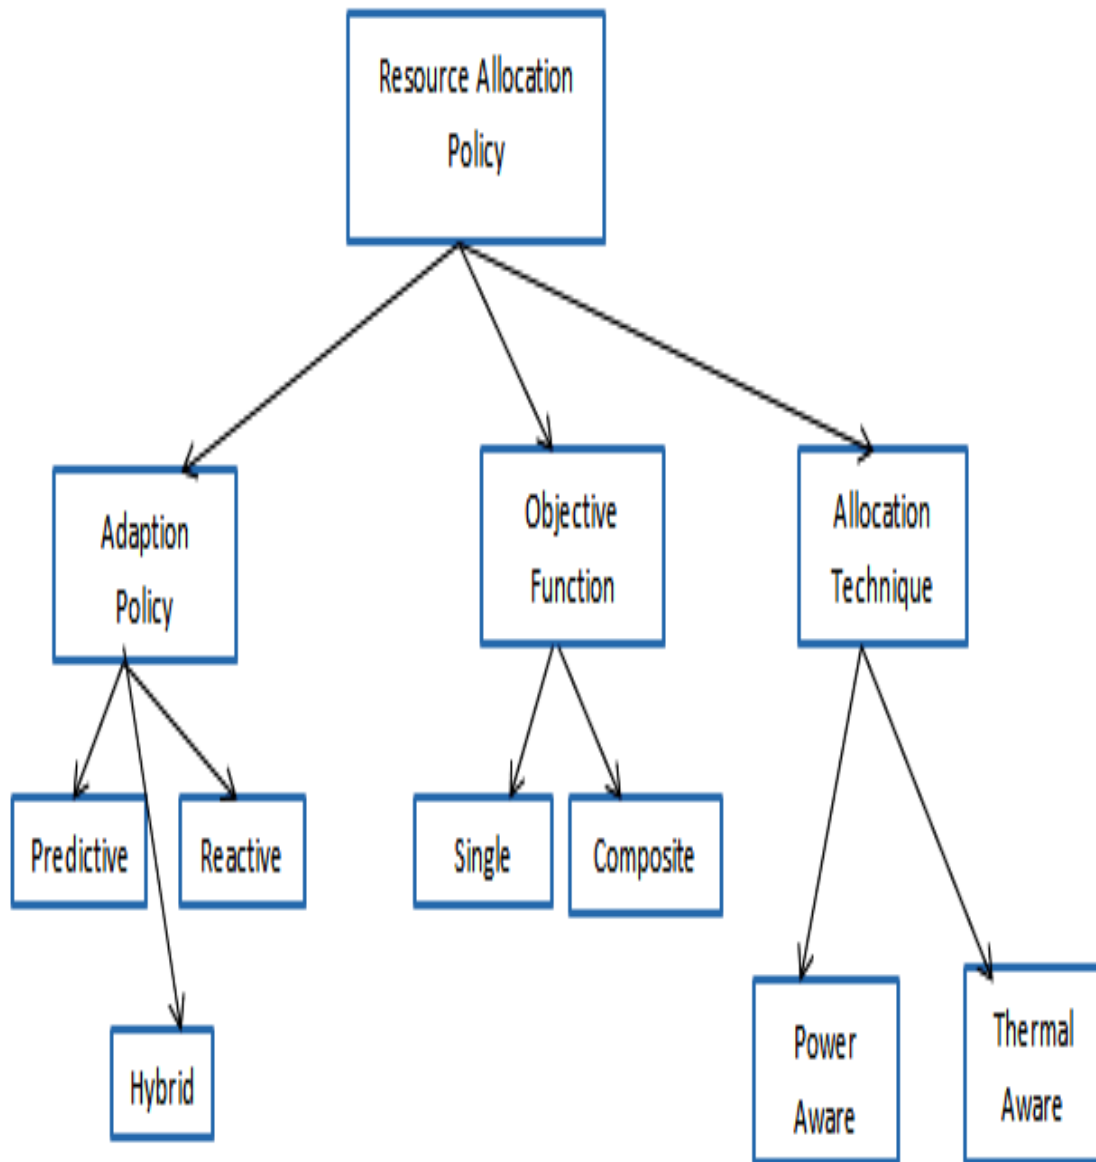 Resource Allocation
Policy
Adaption
Policy
Objective
Function
Allocation
Technique
Predictive
Reactive
Single
Composite
Hybrid
Power
Aware
Thermal
Aware